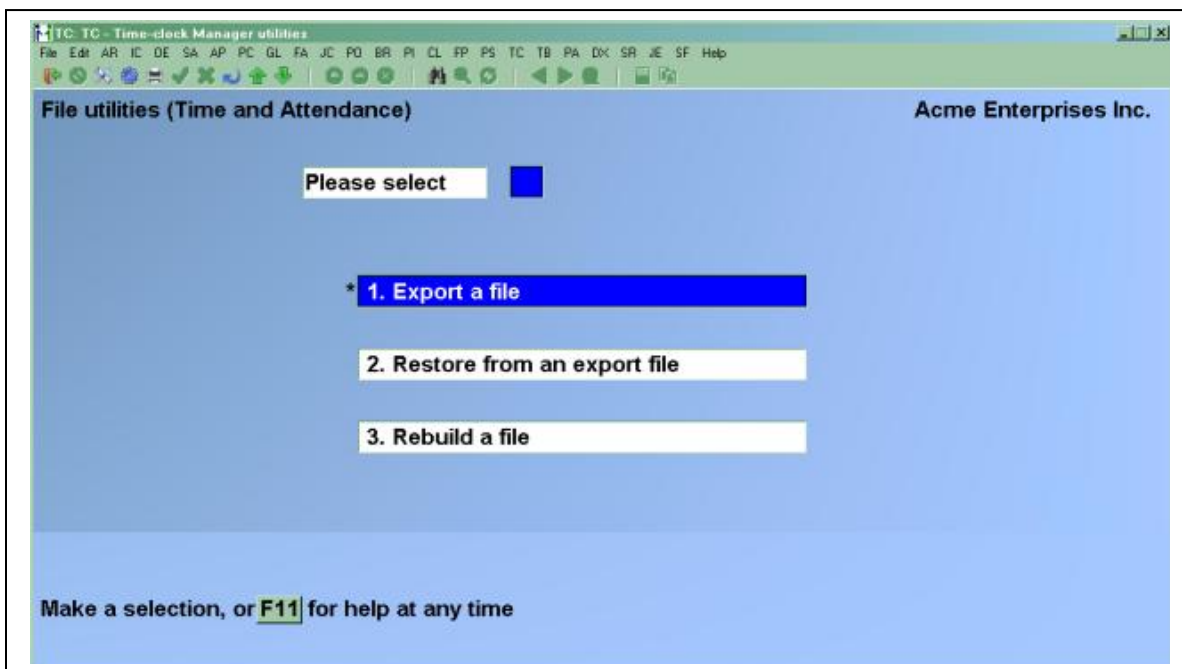 TC: TC - Time-clock Manager utilities
File Edit AR IC OE SA AP PC GL FA JC PO BR PI CL FP PS TC TB PA DX SR JE SF Help
File utilities (Time and Attendance) Acme Enterprises Inc.
Please select
* 1. Export a file
2. Restore from an export file
3. Rebuild a file
Make a selection, or F11 for help at any time